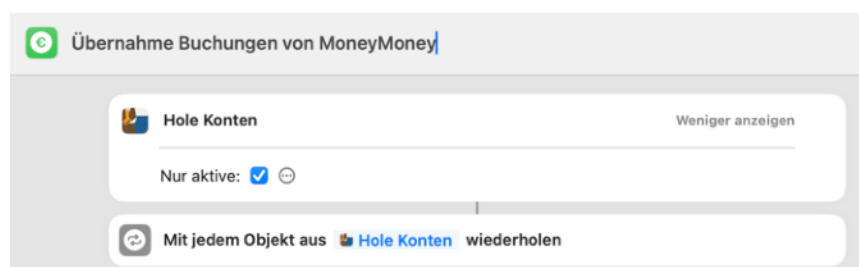 Übernahme Buchungen von MoneyMoney
Hole Konten Weniger anzeigen
Nur aktive:
Mit jedem Objekt aus Hole Konten wiederholen